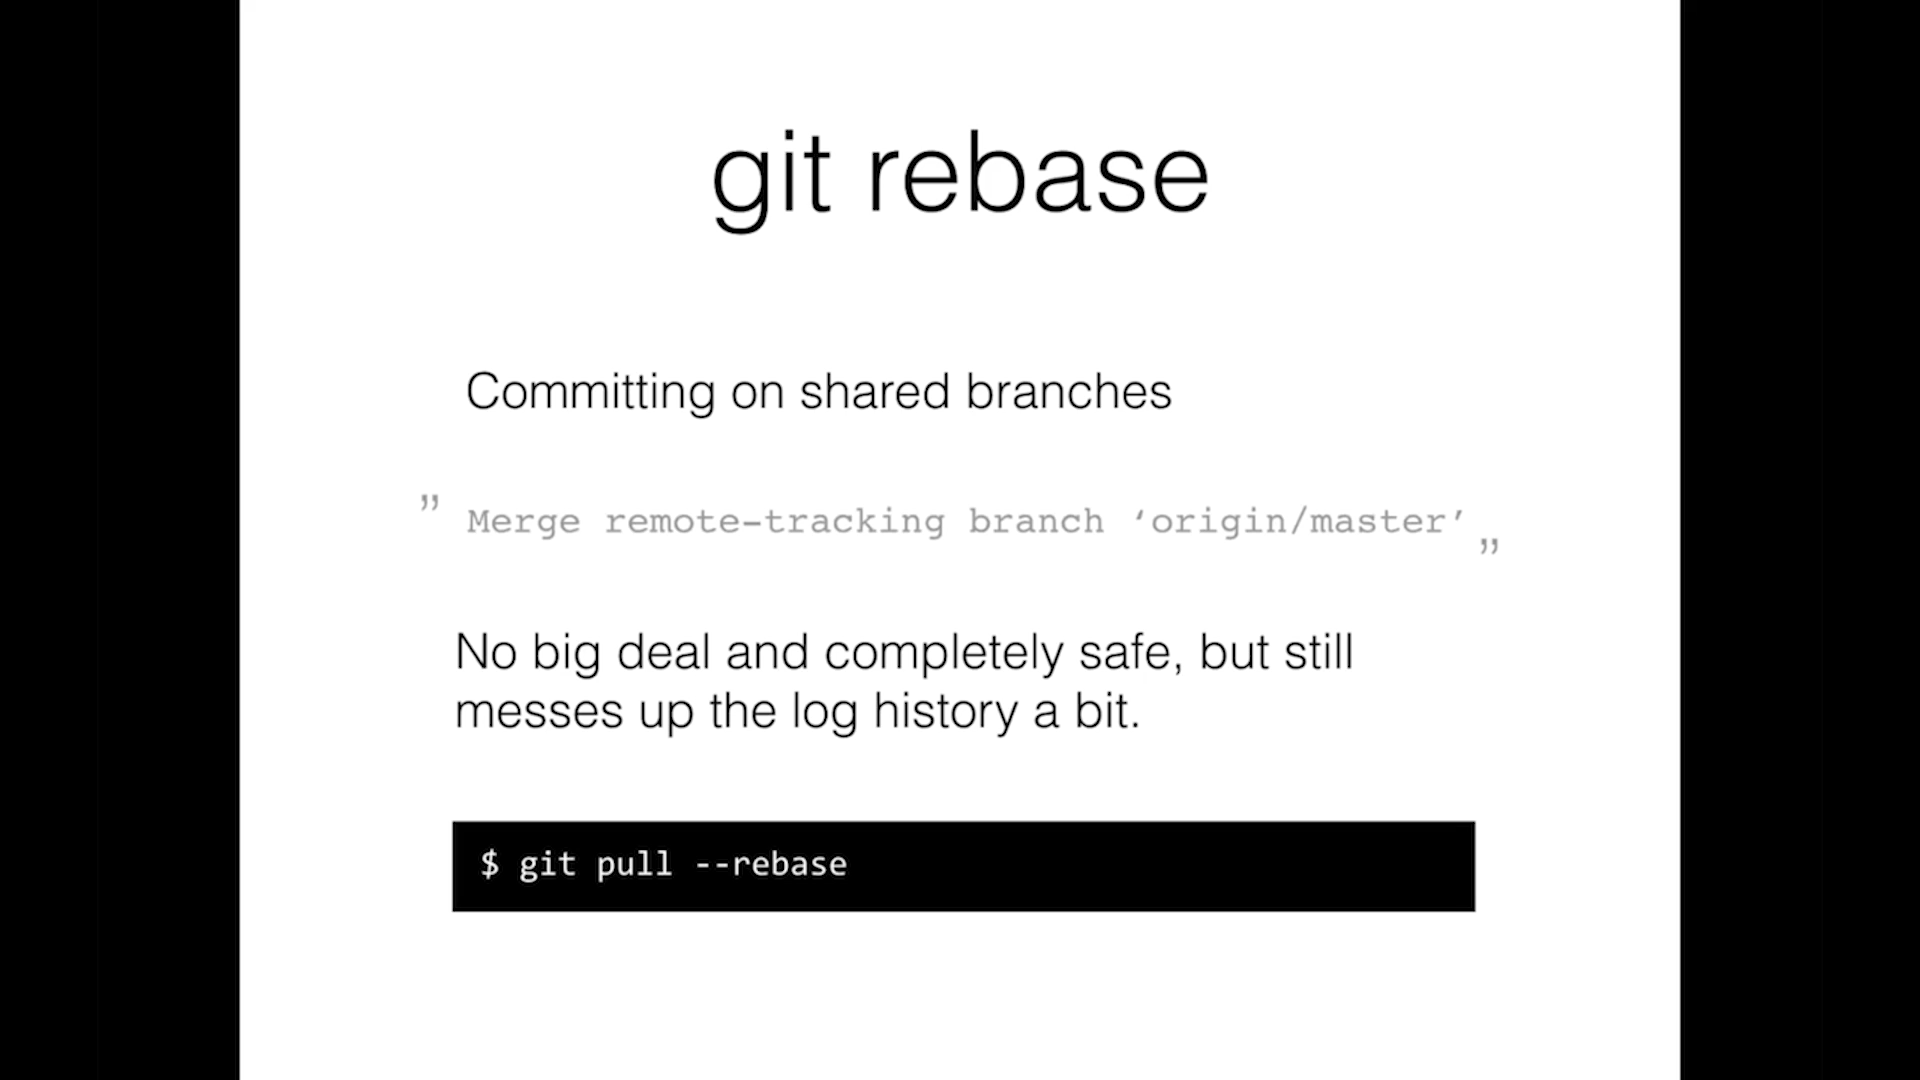 git rebase
Committing on shared branches
” Merge remote-tracking branch ‘origin/master’ ”
No big deal and completely safe, but still
messes up the log history a bit.
$ git pull --rebase